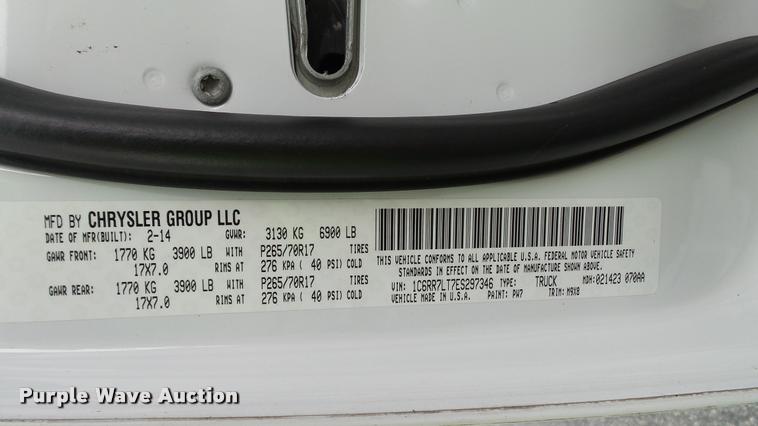 MFD BY CHRYSLER GROUP LLC
DATE OF MFR(BUILT): 2-14 GVWR: 3130 KG 6900 LB
GAWR FRONT: 1770 KG 3900 LB WITH P265/70R17 TIRES
17X7.0 RIMS AT 276 KPA ( 40 PSI) COLD
GAWR REAR: 1770 KG 3900 LB WITH P265/70R17 TIRES
17X7.0 RIMS AT 276 KPA ( 40 PSI) COLD
THIS VEHICLE CONFORMS TO ALL APPLICABLE U.S.A. FEDERAL MOTOR VEHICLE SAFETY
STANDARDS IN EFFECT ON THE DATE OF MANUFACTURE SHOWN ABOVE.
VIN: 1C6RR7LT7ES297346 TYPE: TRUCK MDH: 021423 070AA
MADE IN U.S.A. PAINT: PW7 TRIM: M9X8
Purple Wave Auction